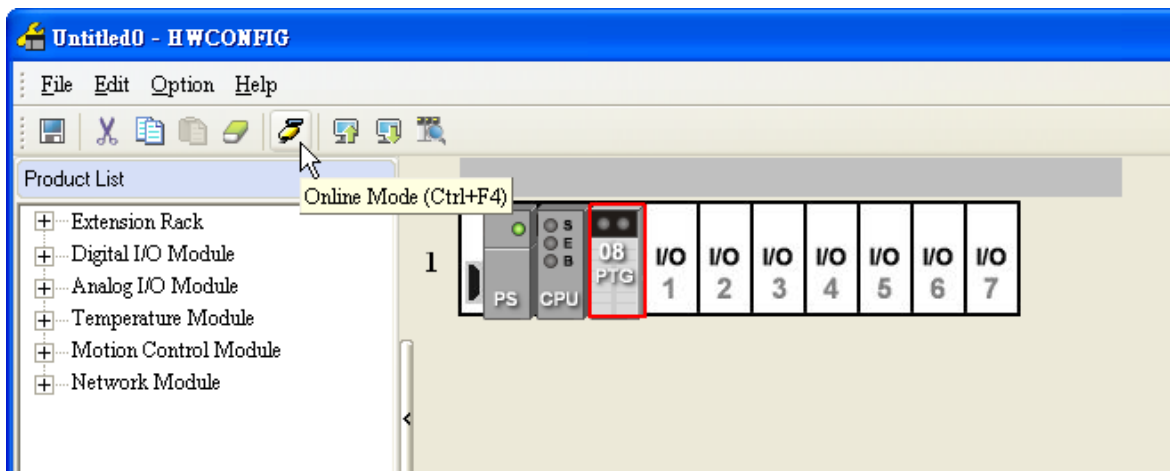 Untitled0 - HWCONFIG
File Edit Option Help
Product List
Online Mode (Ctrl+F4)
Extension Rack
Digital I/O Module
Analog I/O Module
Temperature Module
Motion Control Module
Network Module
1
PS
S
E
B
CPU
08
PTG
I/O I/O I/O I/O I/O I/O I/O
1 2 3 4 5 6 7
<